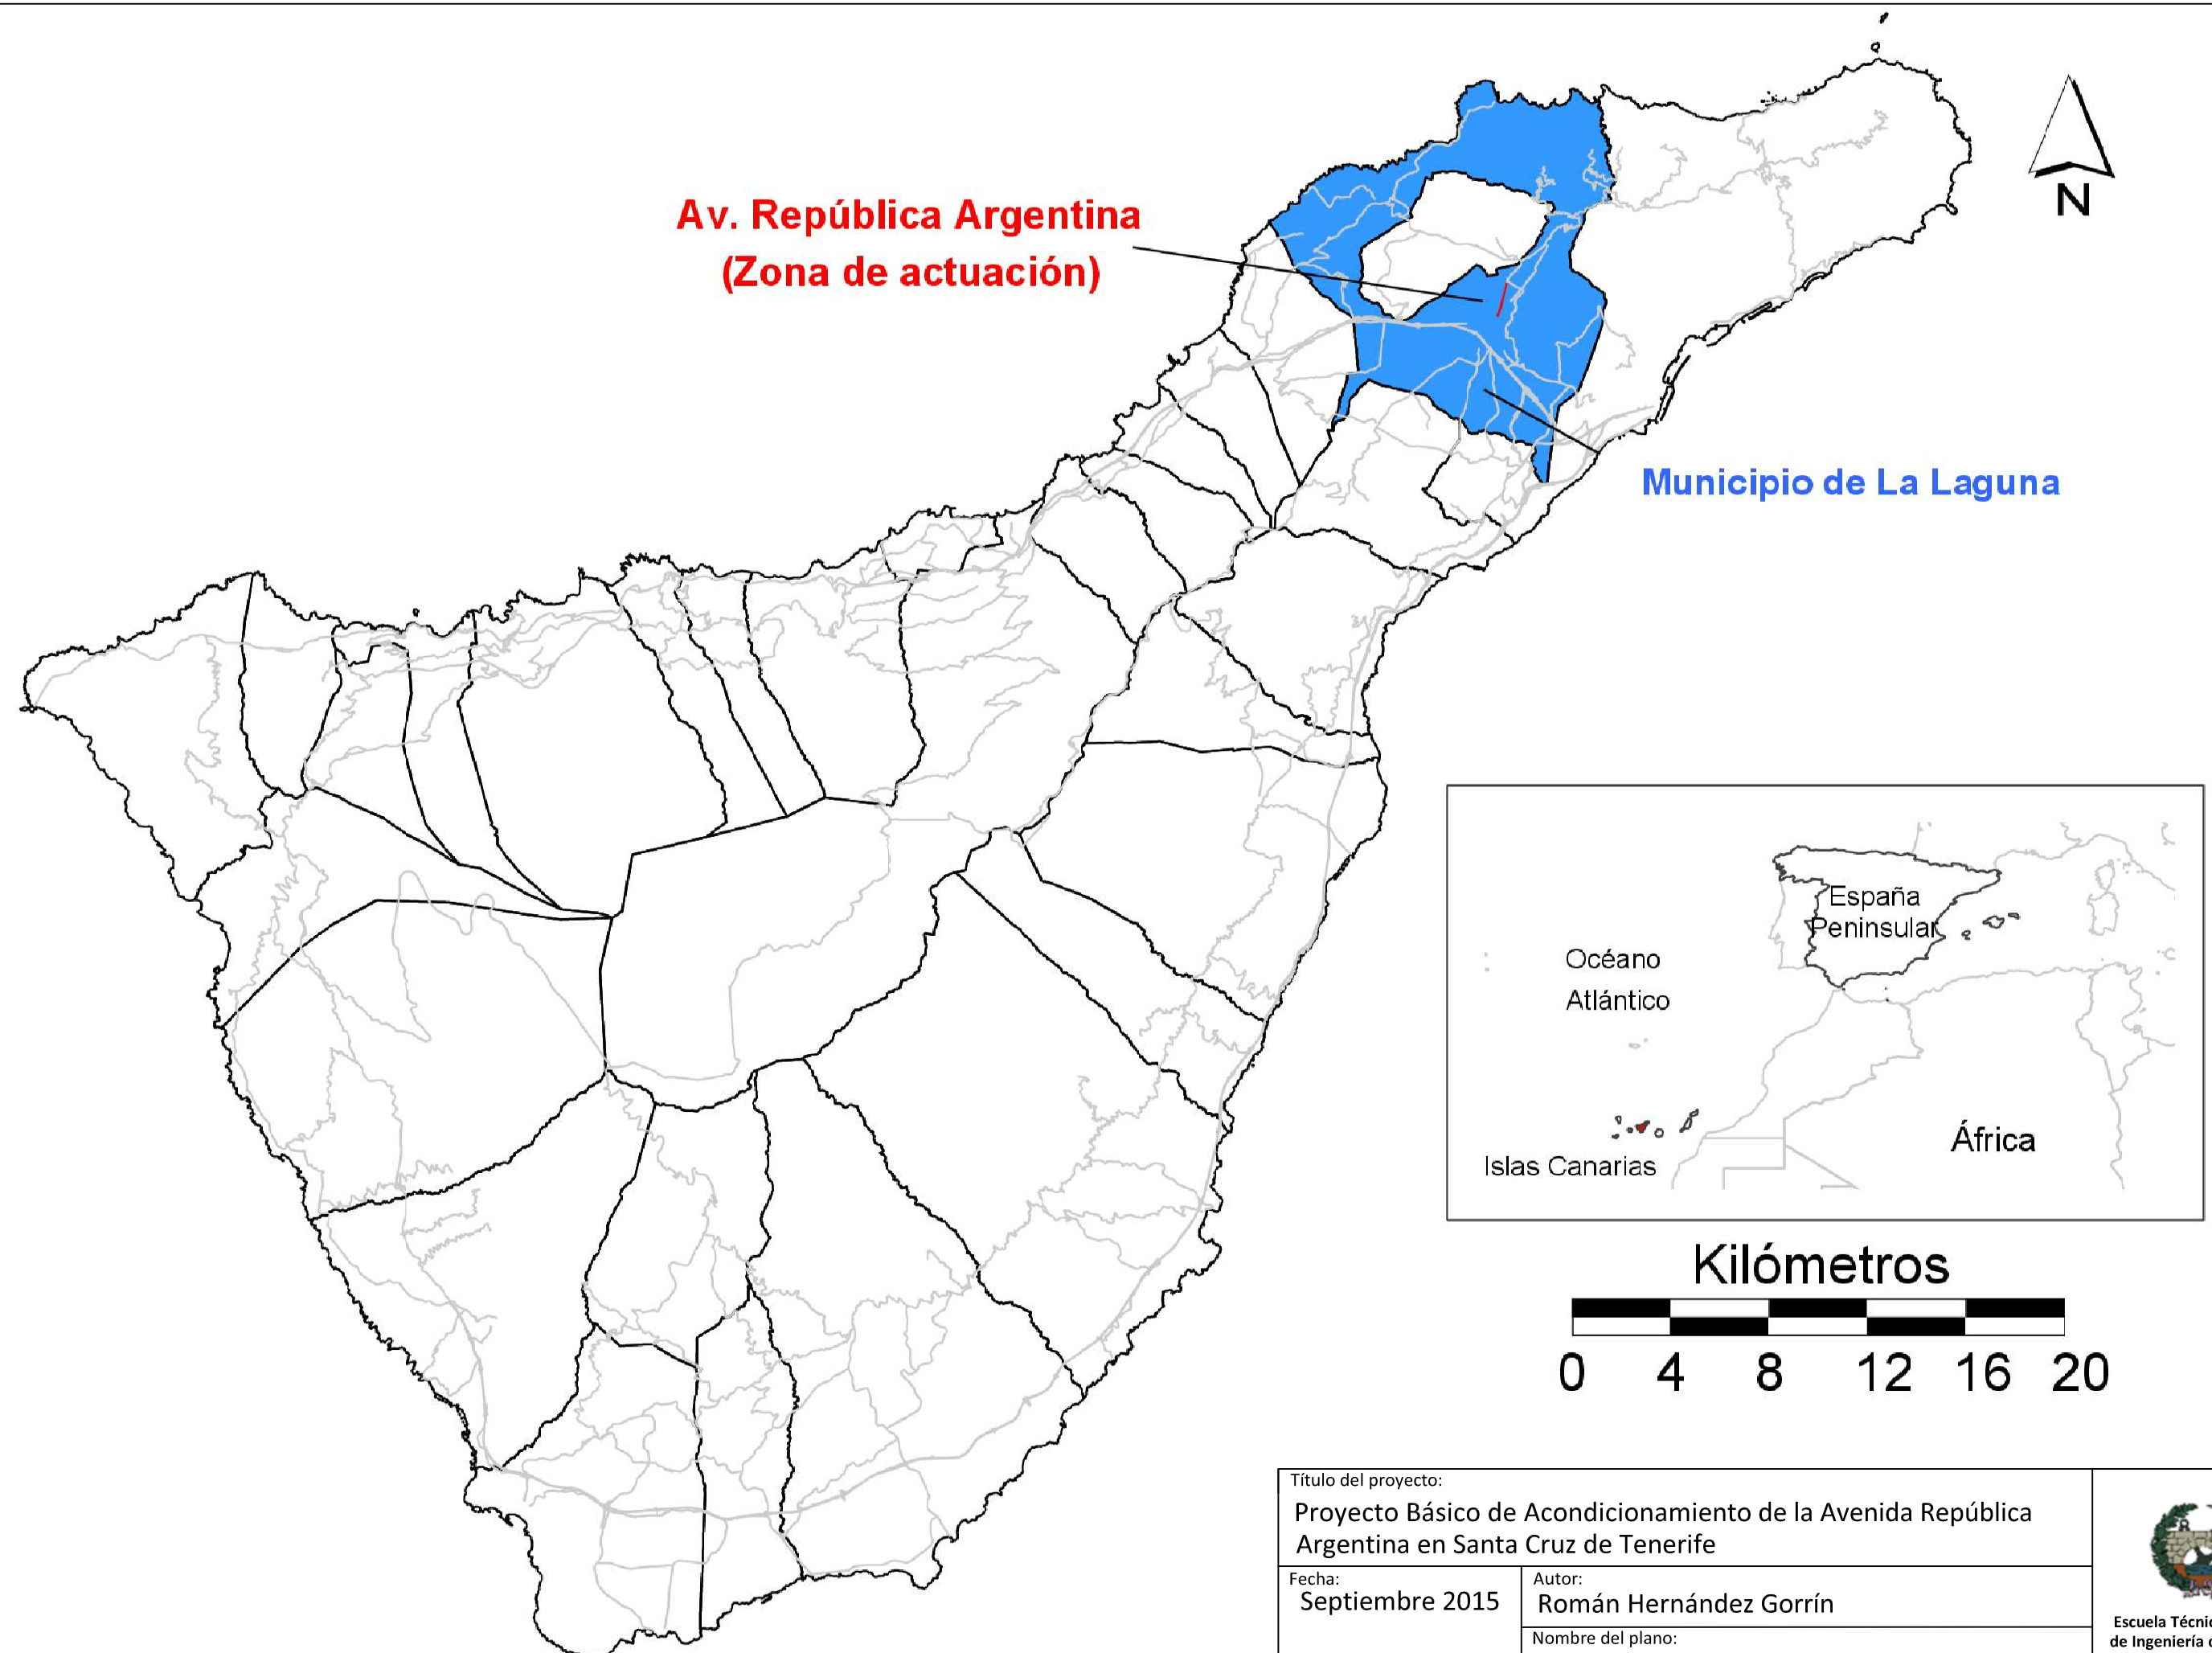 Av. República Argentina
(Zona de actuación)
N
Municipio de La Laguna
España
Peninsular
Océano
Atlántico
África
Islas Canarias
Kilómetros
0 4 8 12 16 20
Título del proyecto:
Proyecto Básico de Acondicionamiento de la Avenida República
Argentina en Santa Cruz de Tenerife
Fecha:
Septiembre 2015
Autor:
Román Hernández Gorrín
Nombre del plano:
Escuela
de Ingeniería